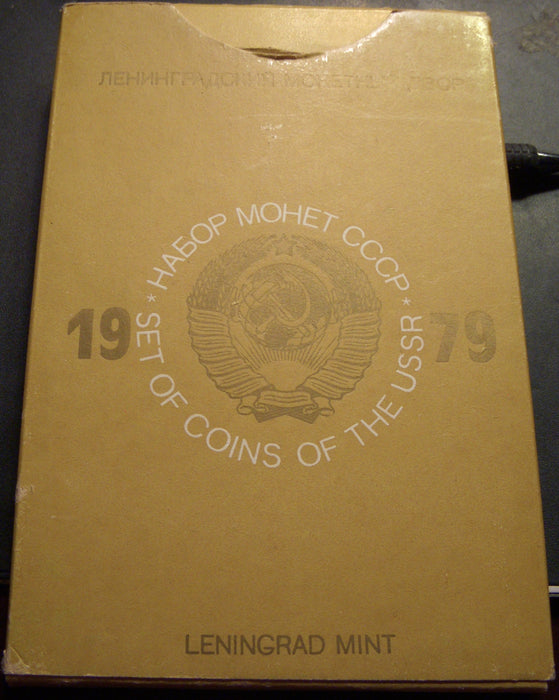 ЛЕНИНГРАДСКИЙ МОНЕТНЫЙ ДВОР
* НАБОР МОНЕТ СССР *
19 79
SET OF COINS OF THE USSR
LENINGRAD MINT